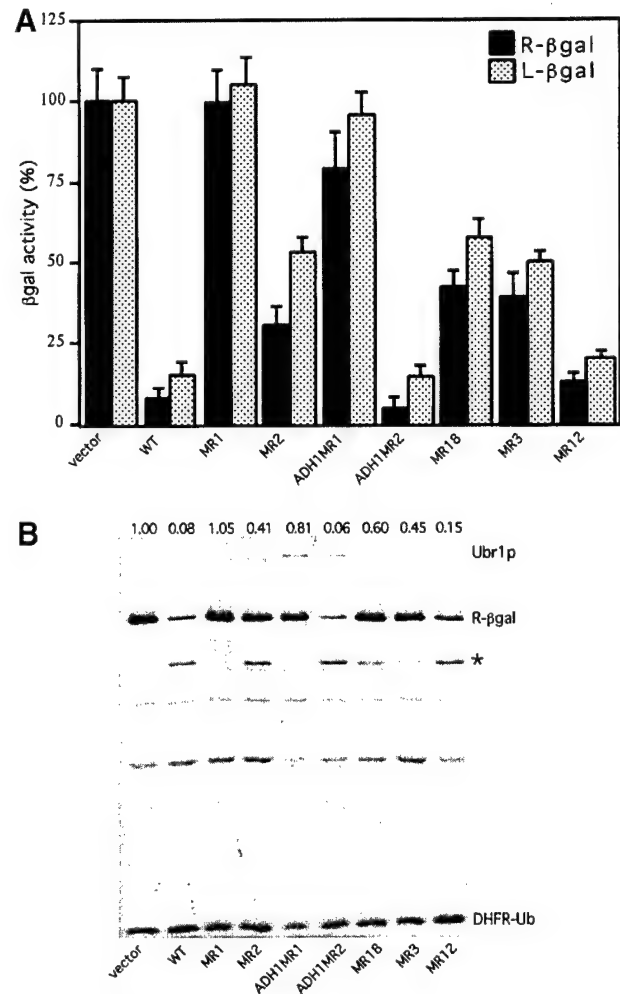 A
125
100
75
50
25
0
βgal activity (%)
R-βgal
L-βgal
vector
WT
MR1
MR2
ADH1MR1
ADH1MR2
MR18
MR3
MR12
B
1.00 0.08 1.05 0.41 0.81 0.06 0.60 0.45 0.15
Ubr1p
R-βgal
*
DHFR-Ub
vector
WT
MR1
MR2
ADH1MR1
ADH1MR2
MR18
MR3
MR12